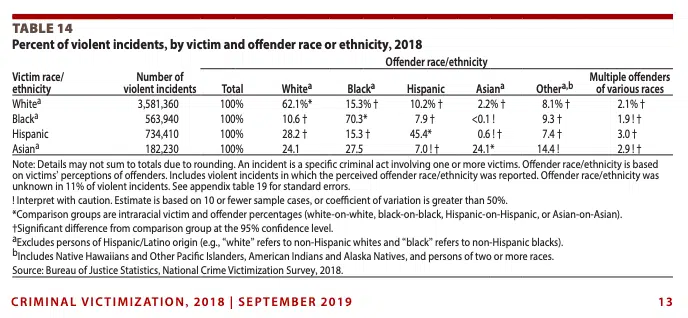 TABLE 14
Percent of violent incidents, by victim and offender race or ethnicity, 2018
Offender race/ethnicity
Victim race/ethnicity Number of violent incidents Total Whiteᵃ Blackᵃ Hispanic Asianᵃ Otherᵃ,ᵇ Multiple offenders of various races
Whiteᵃ 3,581,360 100% 62.1%* 15.3% † 10.2% † 2.2% † 8.1% † 2.1% †
Blackᵃ 563,940 100% 10.6 † 70.3* 7.9 † <0.1 ! 9.3 † 1.9 ! †
Hispanic 734,410 100% 28.2 † 15.3 † 45.4* 0.6 ! † 7.4 † 3.0 †
Asianᵃ 182,230 100% 24.1 27.5 7.0 ! † 24.1* 14.4 ! 2.9 ! †
Note: Details may not sum to totals due to rounding. An incident is a specific criminal act involving one or more victims. Offender race/ethnicity is based
on victims' perceptions of offenders. Includes violent incidents in which the perceived offender race/ethnicity was reported. Offender race/ethnicity was
unknown in 11% of violent incidents. See appendix table 19 for standard errors.
! Interpret with caution. Estimate is based on 10 or fewer sample cases, or coefficient of variation is greater than 50%.
*Comparison groups are intraracial victim and offender percentages (white-on-white, black-on-black, Hispanic-on-Hispanic, or Asian-on-Asian).
†Significant difference from comparison group at the 95% confidence level.
ᵃExcludes persons of Hispanic/Latino origin (e.g., "white" refers to non-Hispanic whites and "black" refers to non-Hispanic blacks).
ᵇIncludes Native Hawaiians and Other Pacific Islanders, American Indians and Alaska Natives, and persons of two or more races.
Source: Bureau of Justice Statistics, National Crime Victimization Survey, 2018.
CRIMINAL VICTIMIZATION, 2018 | SEPTEMBER 2019 13